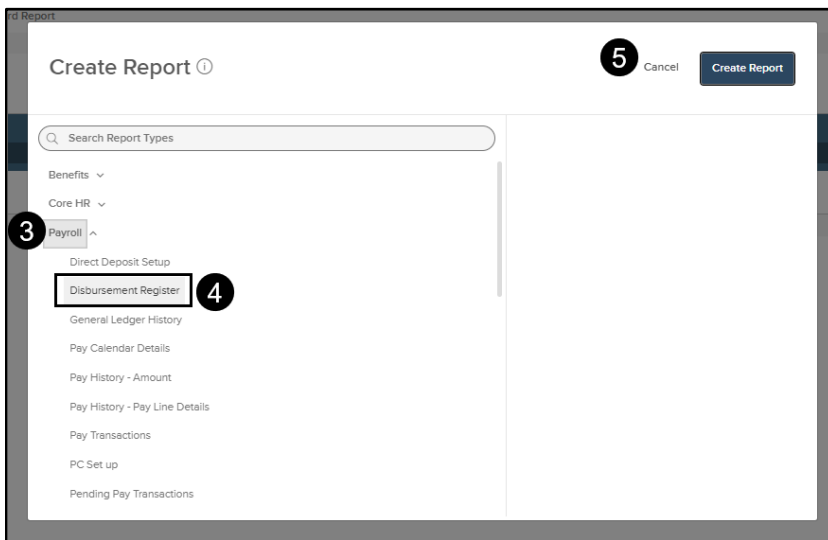 rd Report
Create Report
5
Cancel
Create Report
Search Report Types
Benefits
Core HR
3
Payroll
Direct Deposit Setup
Disbursement Register
4
General Ledger History
Pay Calendar Details
Pay History - Amount
Pay History - Pay Line Details
Pay Transactions
PC Set up
Pending Pay Transactions